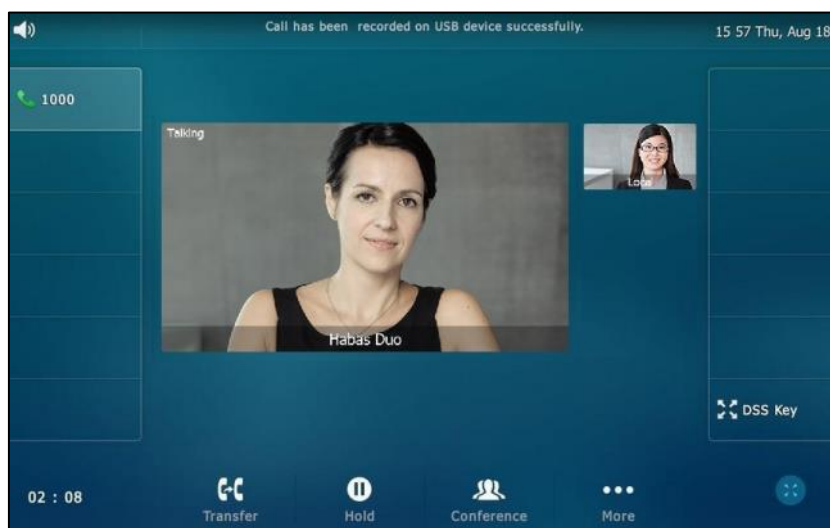 Call has been recorded on USB device successfully.
15 57 Thu, Aug 18
1000
Talking
Loca
Habas Duo
DSS Key
02 : 08
Transfer
Hold
Conference
More